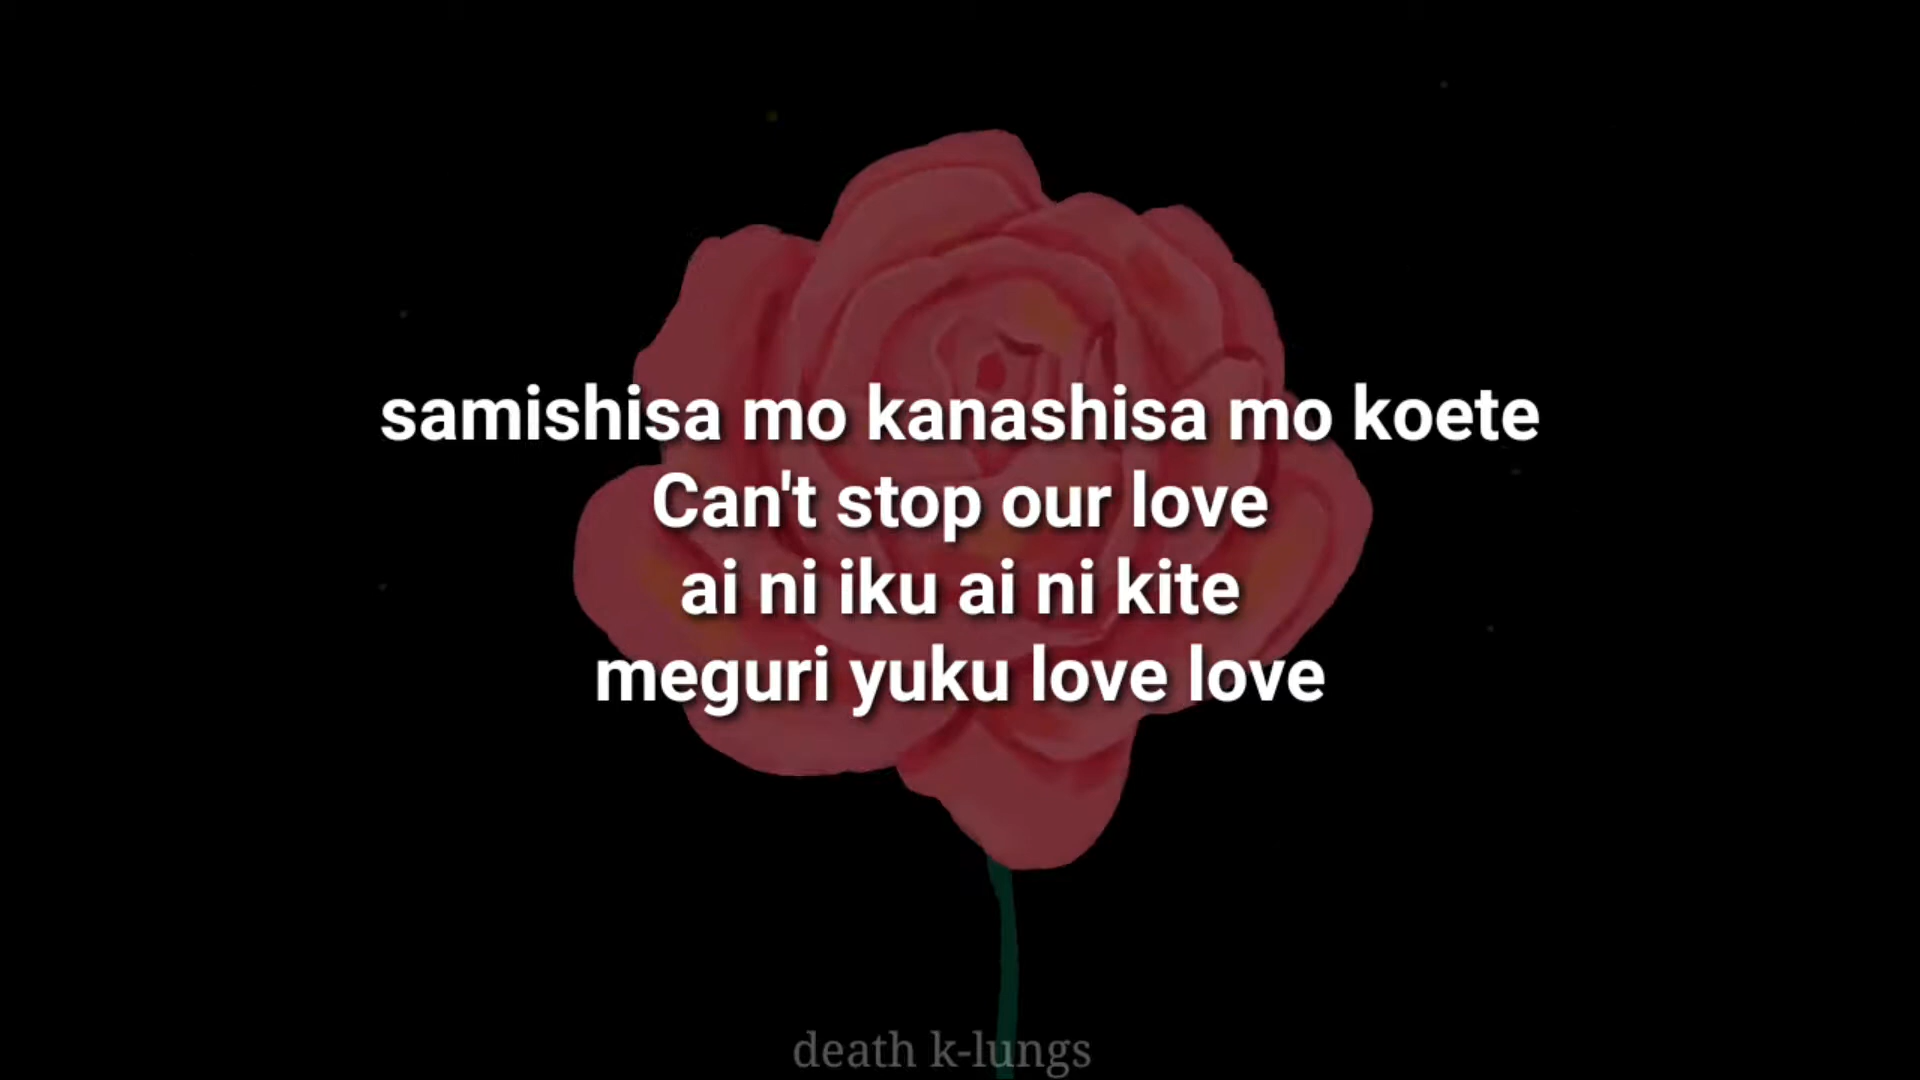 samishisa mo kanashisa mo koete
Can't stop our love
ai ni iku ai ni kite
meguri yuku love love
death k-lungs